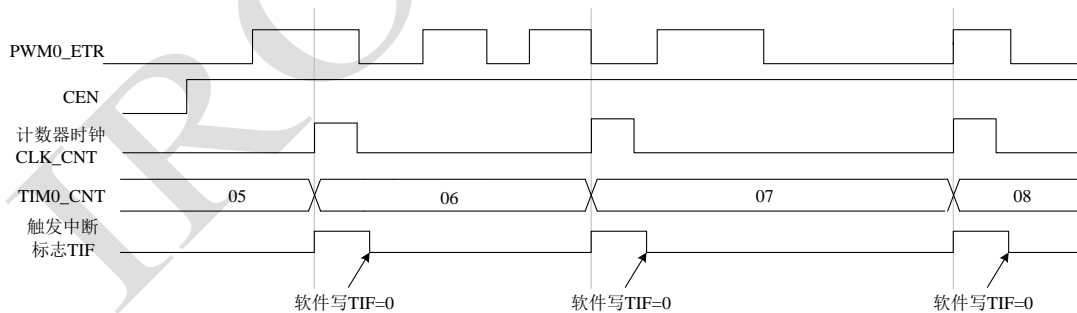 PWM0_ETR
CEN
计数器时钟
CLK_CNT
TIM0_CNT 05 06 07 08
触发中断
标志TIF
软件写TIF=0 软件写TIF=0 软件写TIF=0